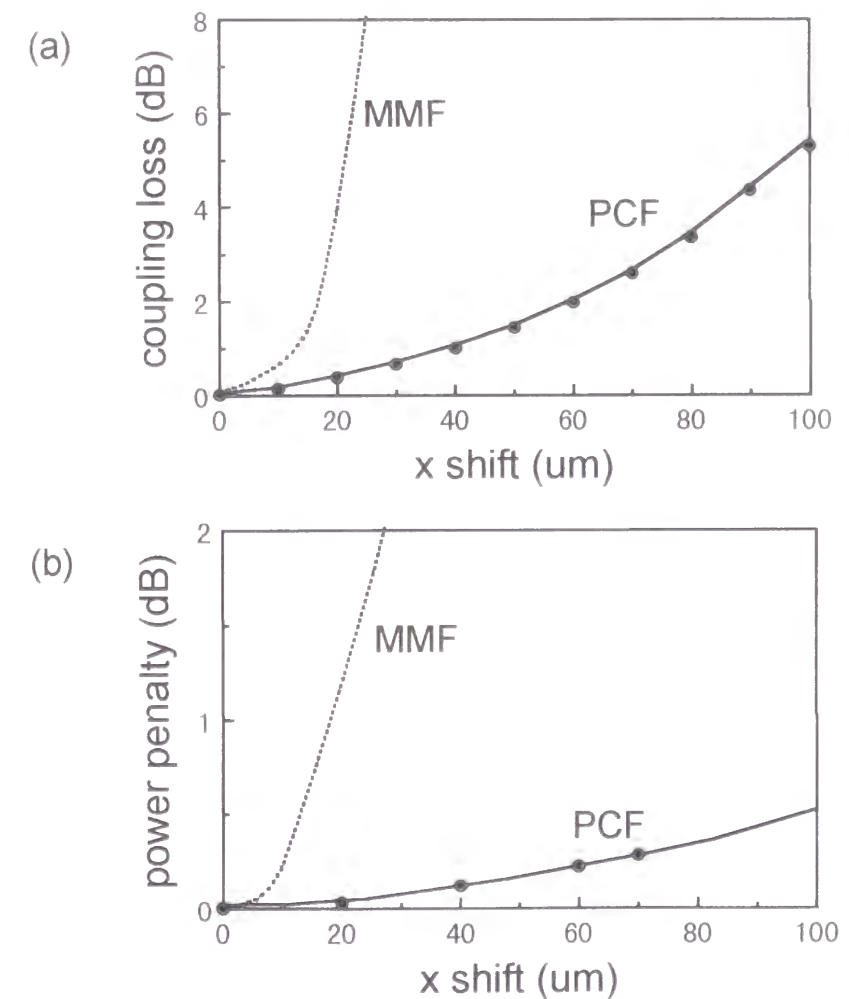 (a)
coupling loss (dB)
8
6
4
2
0
MMF
PCF
0 20 40 60 80 100
x shift (um)
(b)
power penalty (dB)
2
1
0
MMF
PCF
0 20 40 60 80 100
x shift (um)